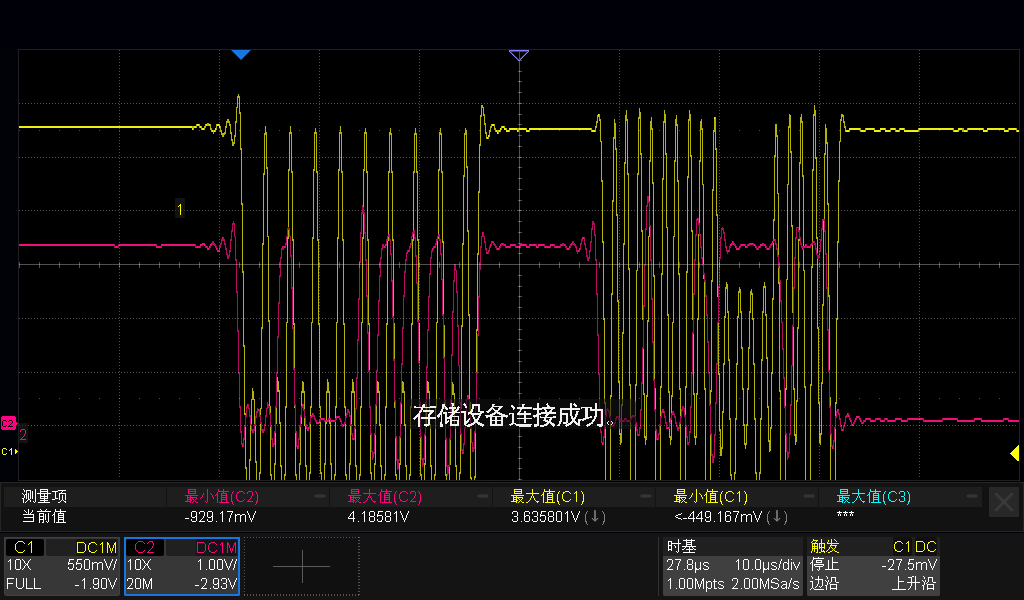 1
存储设备连接成功。
C2
2
C1
测量项 最小值(C2) 最大值(C2) 最大值(C1) 最小值(C1) 最大值(C3)
当前值 -929.17mV 4.18581V 3.635801V (↓) <-449.167mV (↓) ***
C1 DC1M C2 DC1M 时基 触发 C1 DC
10X 550mV/ 10X 1.00V/ 27.8μs 10.0μs/div 停止 -27.5mV
FULL -1.90V 20M -2.93V 1.00Mpts 2.00MSa/s 边沿 上升沿